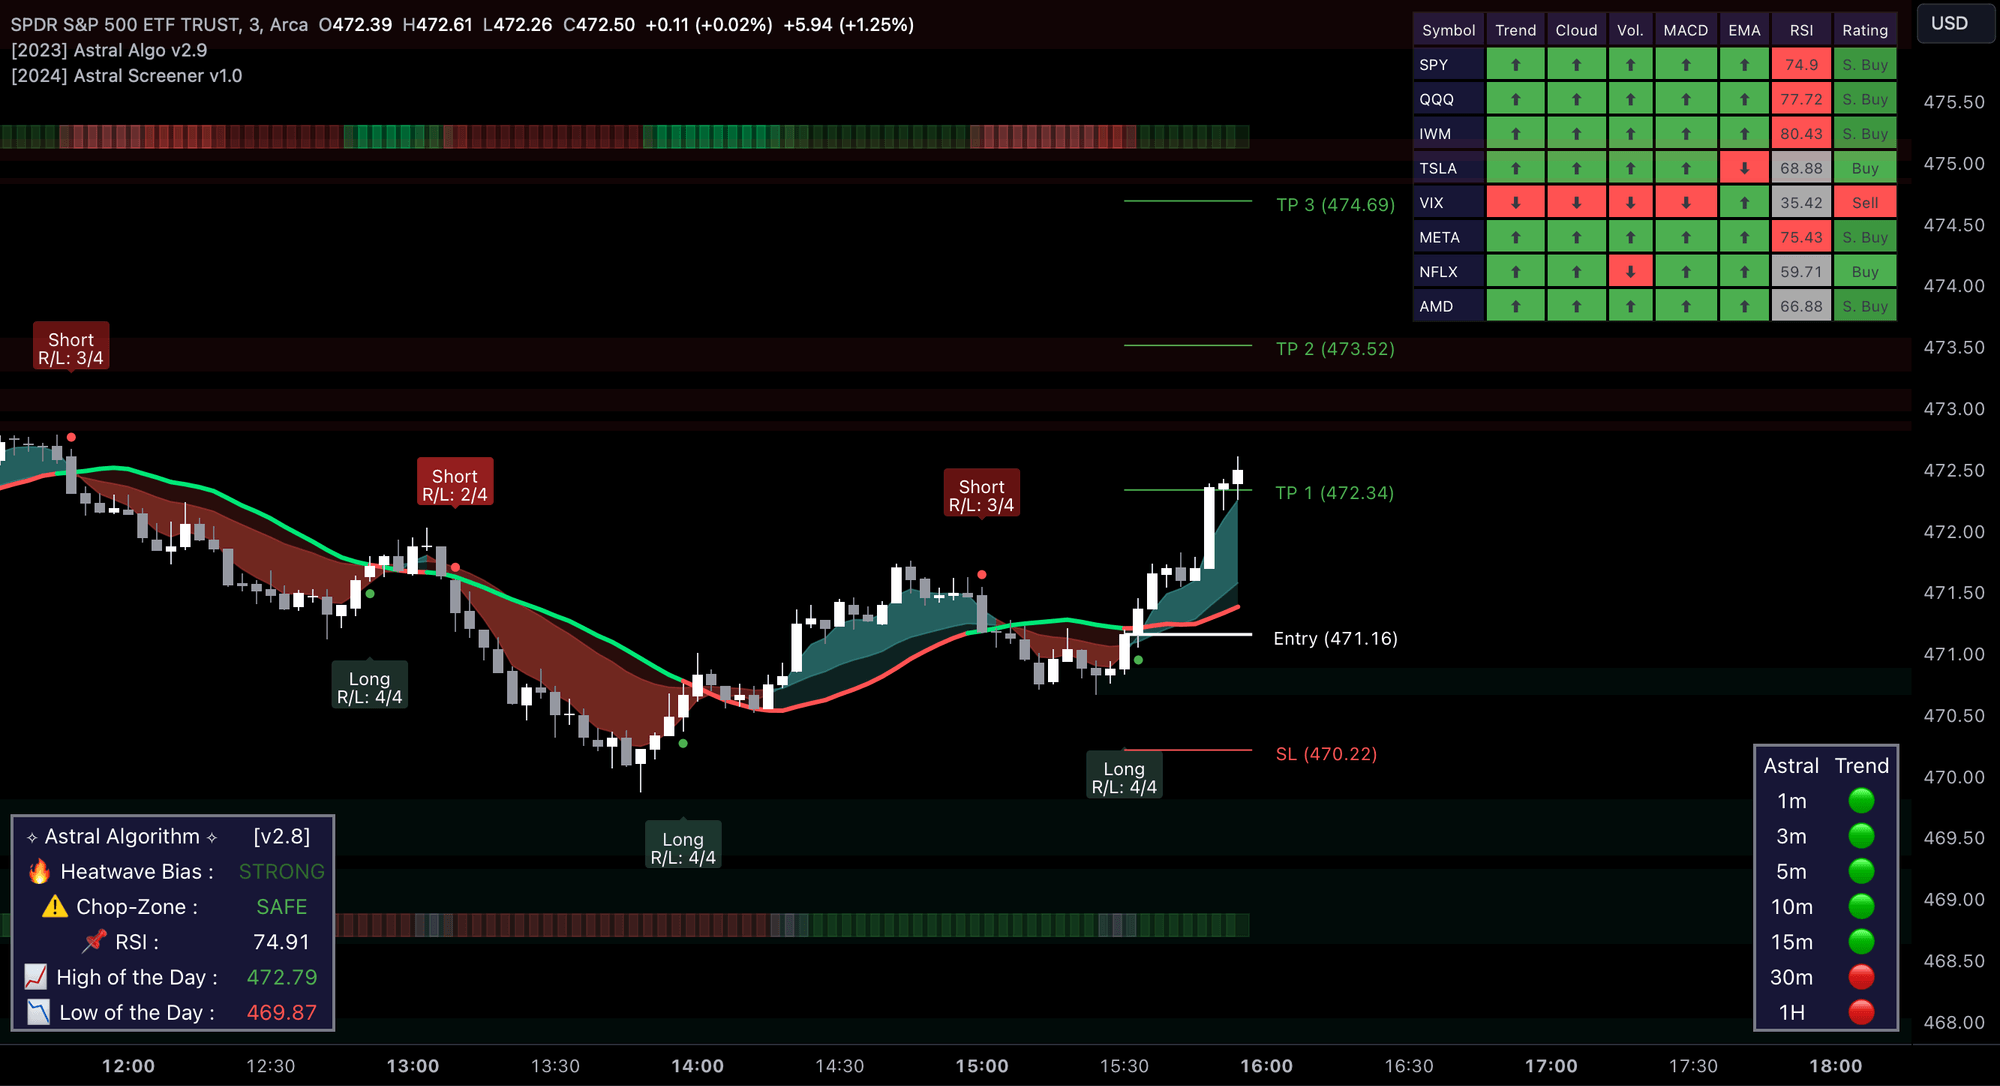 SPDR S&P 500 ETF TRUST, 3, Arca O472.39 H472.61 L472.26 C472.50 +0.11 (+0.02%) +5.94 (+1.25%)
[2023] Astral Algo v2.9
[2024] Astral Screener v1.0
USD
Symbol Trend Cloud Vol. MACD EMA RSI Rating
SPY ↑ ↑ ↑ ↑ ↑ 74.9 S. Buy
QQQ ↑ ↑ ↑ ↑ ↑ 77.72 S. Buy
IWM ↑ ↑ ↑ ↑ ↑ 80.43 S. Buy
TSLA ↑ ↑ ↑ ↑ ↓ 68.88 Buy
VIX ↓ ↓ ↓ ↓ ↑ 35.42 Sell
META ↑ ↑ ↑ ↑ ↑ 75.43 S. Buy
NFLX ↑ ↑ ↓ ↑ ↑ 59.71 Buy
AMD ↑ ↑ ↑ ↑ ↑ 66.88 S. Buy
475.50
475.00
474.50
474.00
473.50
473.00
472.50
472.00
471.50
471.00
470.50
470.00
469.50
469.00
468.50
468.00
TP 3 (474.69)
TP 2 (473.52)
TP 1 (472.34)
Entry (471.16)
SL (470.22)
Short
R/L: 3/4
Short
R/L: 2/4
Short
R/L: 3/4
Long
R/L: 4/4
Long
R/L: 4/4
Long
R/L: 4/4
✧ Astral Algorithm ✧ [v2.8]
🔥 Heatwave Bias : STRONG
⚠️ Chop-Zone : SAFE
📌 RSI : 74.91
📈 High of the Day : 472.79
📉 Low of the Day : 469.87
Astral Trend
1m
3m
5m
10m
15m
30m
1H
12:00 12:30 13:00 13:30 14:00 14:30 15:00 15:30 16:00 16:30 17:00 17:30 18:00